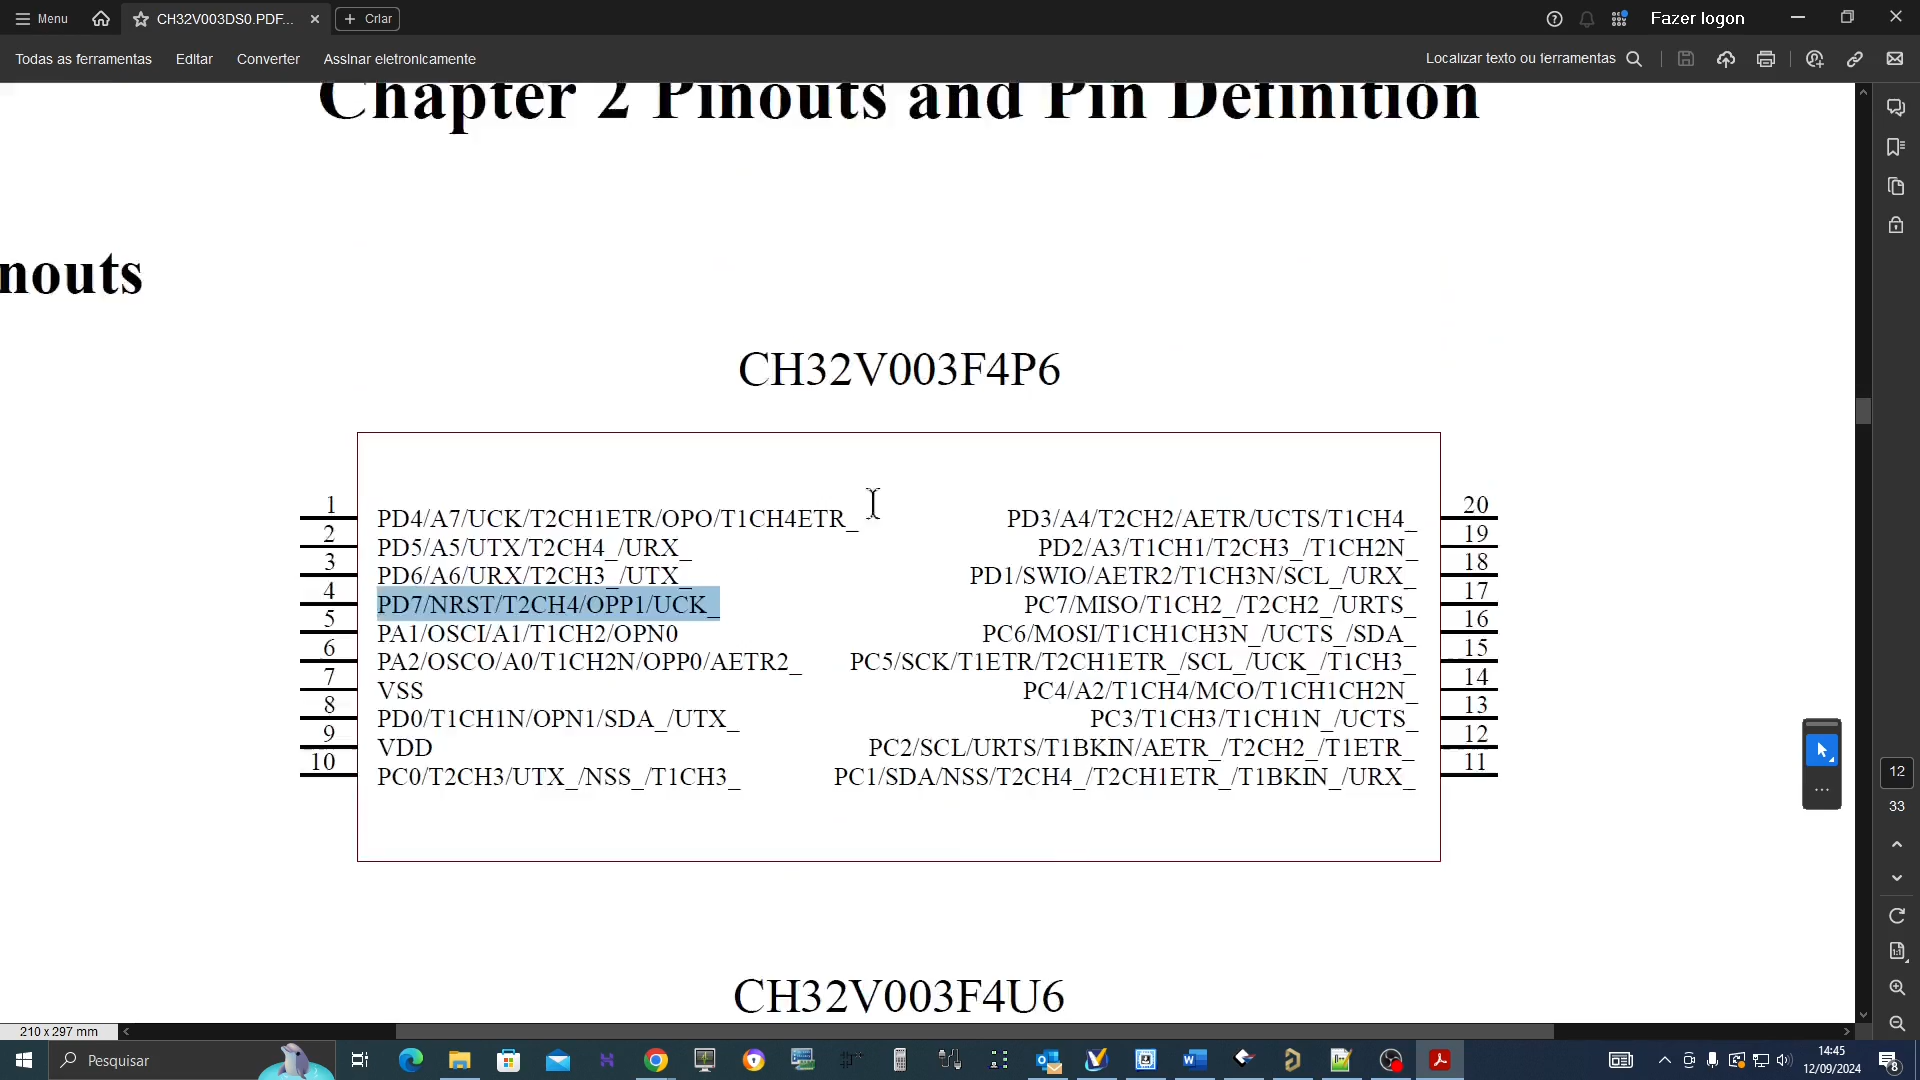 Menu
CH32V003DS0.PDF...
Criar
Fazer logon
Todas as ferramentas
Editar
Converter
Assinar eletronicamente
Localizar texto ou ferramentas
Chapter 2 Pinouts and Pin Definition
nouts
CH32V003F4P6
1 PD4/A7/UCK/T2CH1ETR/OPO/T1CH4ETR_ PD3/A4/T2CH2/AETR/UCTS/T1CH4_ 20
2 PD5/A5/UTX/T2CH4_/URX_ PD2/A3/T1CH1/T2CH3_/T1CH2N_ 19
3 PD6/A6/URX/T2CH3_/UTX_ PD1/SWIO/AETR2/T1CH3N/SCL_/URX_ 18
4 PD7/NRST/T2CH4/OPP1/UCK_ PC7/MISO/T1CH2_/T2CH2_/URTS_ 17
5 PA1/OSCI/A1/T1CH2/OPN0 PC6/MOSI/T1CH1CH3N_/UCTS_/SDA_ 16
6 PA2/OSCO/A0/T1CH2N/OPP0/AETR2_ PC5/SCK/T1ETR/T2CH1ETR_/SCL_/UCK_/T1CH3_ 15
7 VSS PC4/A2/T1CH4/MCO/T1CH1CH2N_ 14
8 PD0/T1CH1N/OPN1/SDA_/UTX_ PC3/T1CH3/T1CH1N_/UCTS_ 13
9 VDD PC2/SCL/URTS/T1BKIN/AETR_/T2CH2_/T1ETR_ 12
10 PC0/T2CH3/UTX_/NSS_/T1CH3_ PC1/SDA/NSS/T2CH4_/T2CH1ETR_/T1BKIN_/URX_ 11
CH32V003F4U6
12
33
210 x 297 mm
Pesquisar
14:45
12/09/2024
8